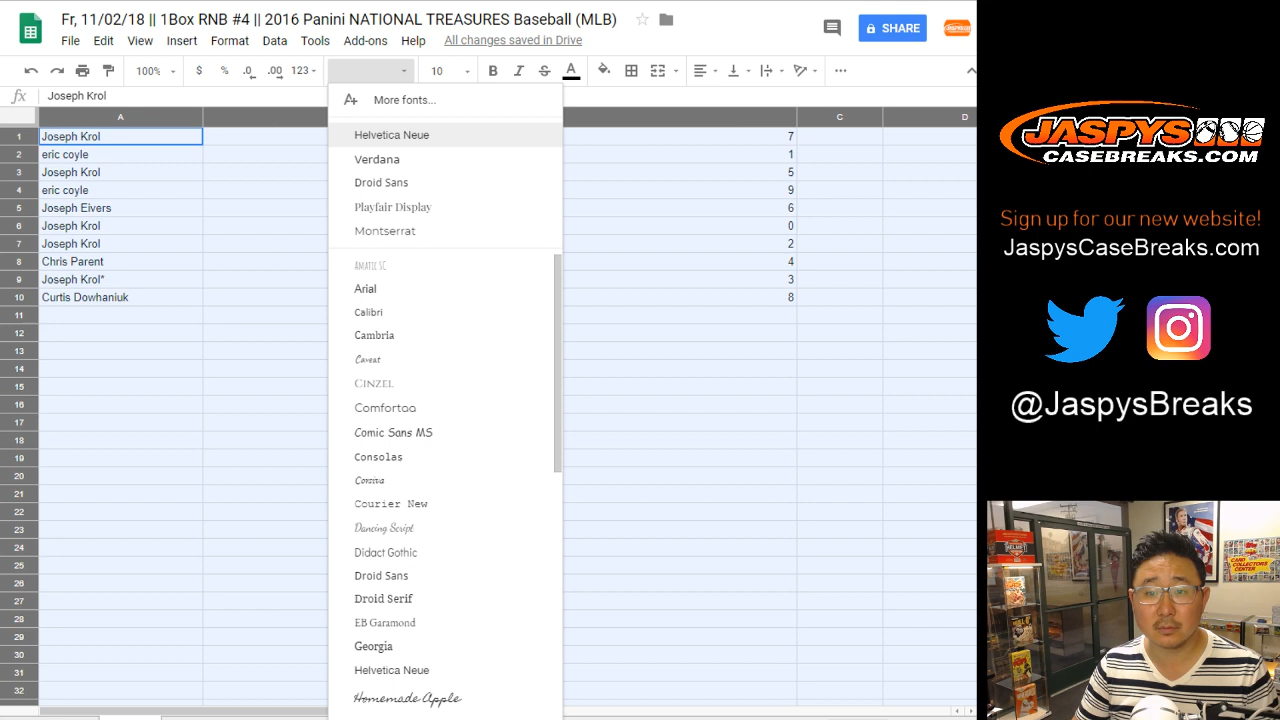 Fr, 11/02/18 || 1Box RNB #4 || 2016 Panini NATIONAL TREASURES Baseball (MLB)
File Edit View Insert Format Data Tools Add-ons Help All changes saved in Drive
SHARE
100% $ % .0 .00 123 10 B I S A
fx Joseph Krol
A C D
1 Joseph Krol 7
2 eric coyle 1
3 Joseph Krol 5
4 eric coyle 9
5 Joseph Eivers 6
6 Joseph Krol 0
7 Joseph Krol 2
8 Chris Parent 4
9 Joseph Krol* 3
10 Curtis Dowhaniuk 8
11
12
13
14
15
16
17
18
19
20
21
22
23
24
25
26
27
28
29
30
31
32
More fonts...
Helvetica Neue
Verdana
Droid Sans
Playfair Display
Montserrat
Amatic SC
Arial
Calibri
Cambria
Caveat
Cinzel
Comfortaa
Comic Sans MS
Consolas
Corsiva
Courier New
Dancing Script
Didact Gothic
Droid Sans
Droid Serif
EB Garamond
Georgia
Helvetica Neue
Homemade Apple
JASPYS
CASEBREAKS.COM
Sign up for our new website!
JaspysCaseBreaks.com
@JaspysBreaks
CARD
COLLECTORS
CENTER